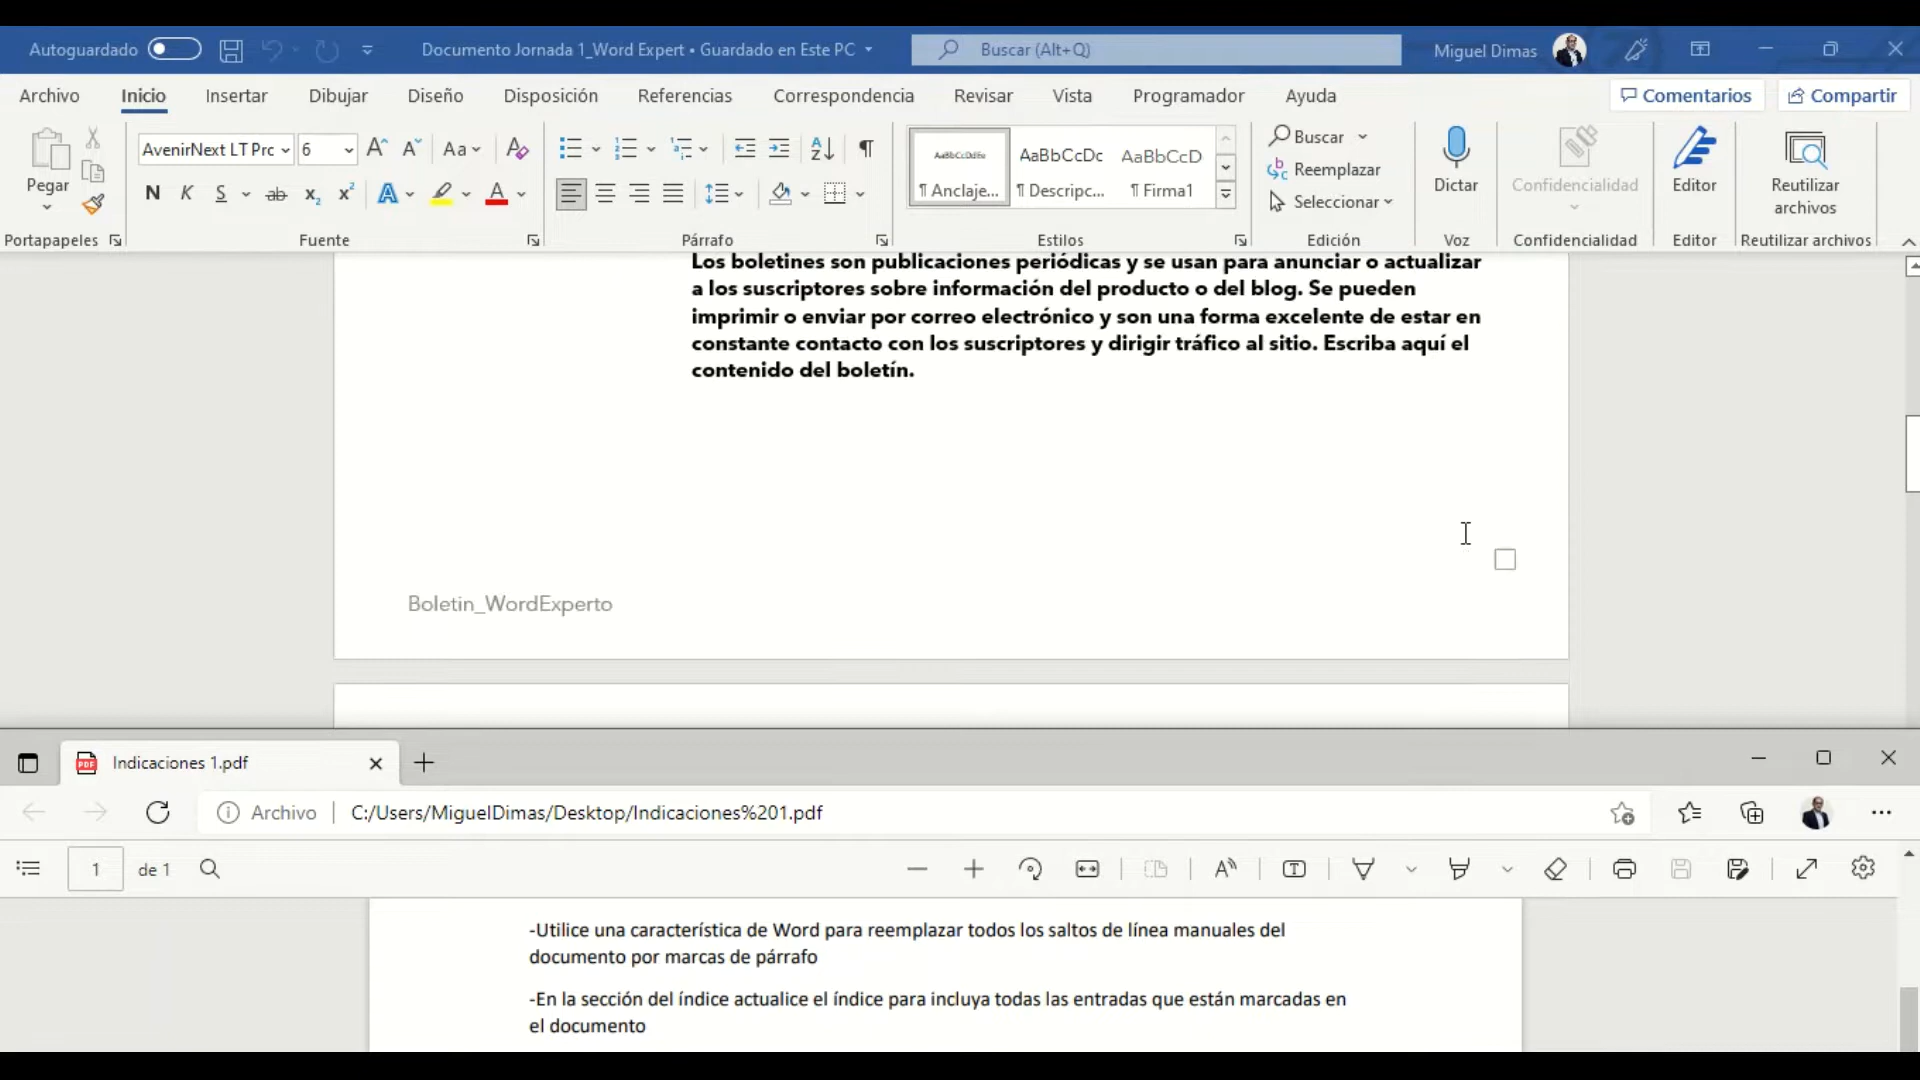 Autoguardado
Documento Jornada 1_Word Expert • Guardado en Este PC
Buscar (Alt+Q)
Miguel Dimas
Archivo Inicio Insertar Dibujar Diseño Disposición Referencias Correspondencia Revisar Vista Programador Ayuda
Comentarios
Compartir
Pegar
AvenirNext LT Prc
6
Aa
N K S ab x₂ x²
AaBbCcDdEe
¶ Anclaje...
AaBbCcDc
¶ Descripc...
AaBbCcD
¶ Firma1
Buscar
Reemplazar
Seleccionar
Dictar
Confidencialidad
Editor
Reutilizar
archivos
Portapapeles
Fuente
Párrafo
Estilos
Edición
Voz
Confidencialidad
Editor
Reutilizar archivos
Los boletines son publicaciones periódicas y se usan para anunciar o actualizar
a los suscriptores sobre información del producto o del blog. Se pueden
imprimir o enviar por correo electrónico y son una forma excelente de estar en
constante contacto con los suscriptores y dirigir tráfico al sitio. Escriba aquí el
contenido del boletín.
Boletin_WordExperto
PDF
Indicaciones 1.pdf
Archivo
C:/Users/MiguelDimas/Desktop/Indicaciones%201.pdf
1 de 1
-Utilice una característica de Word para reemplazar todos los saltos de línea manuales del
documento por marcas de párrafo
-En la sección del índice actualice el índice para incluya todas las entradas que están marcadas en
el documento